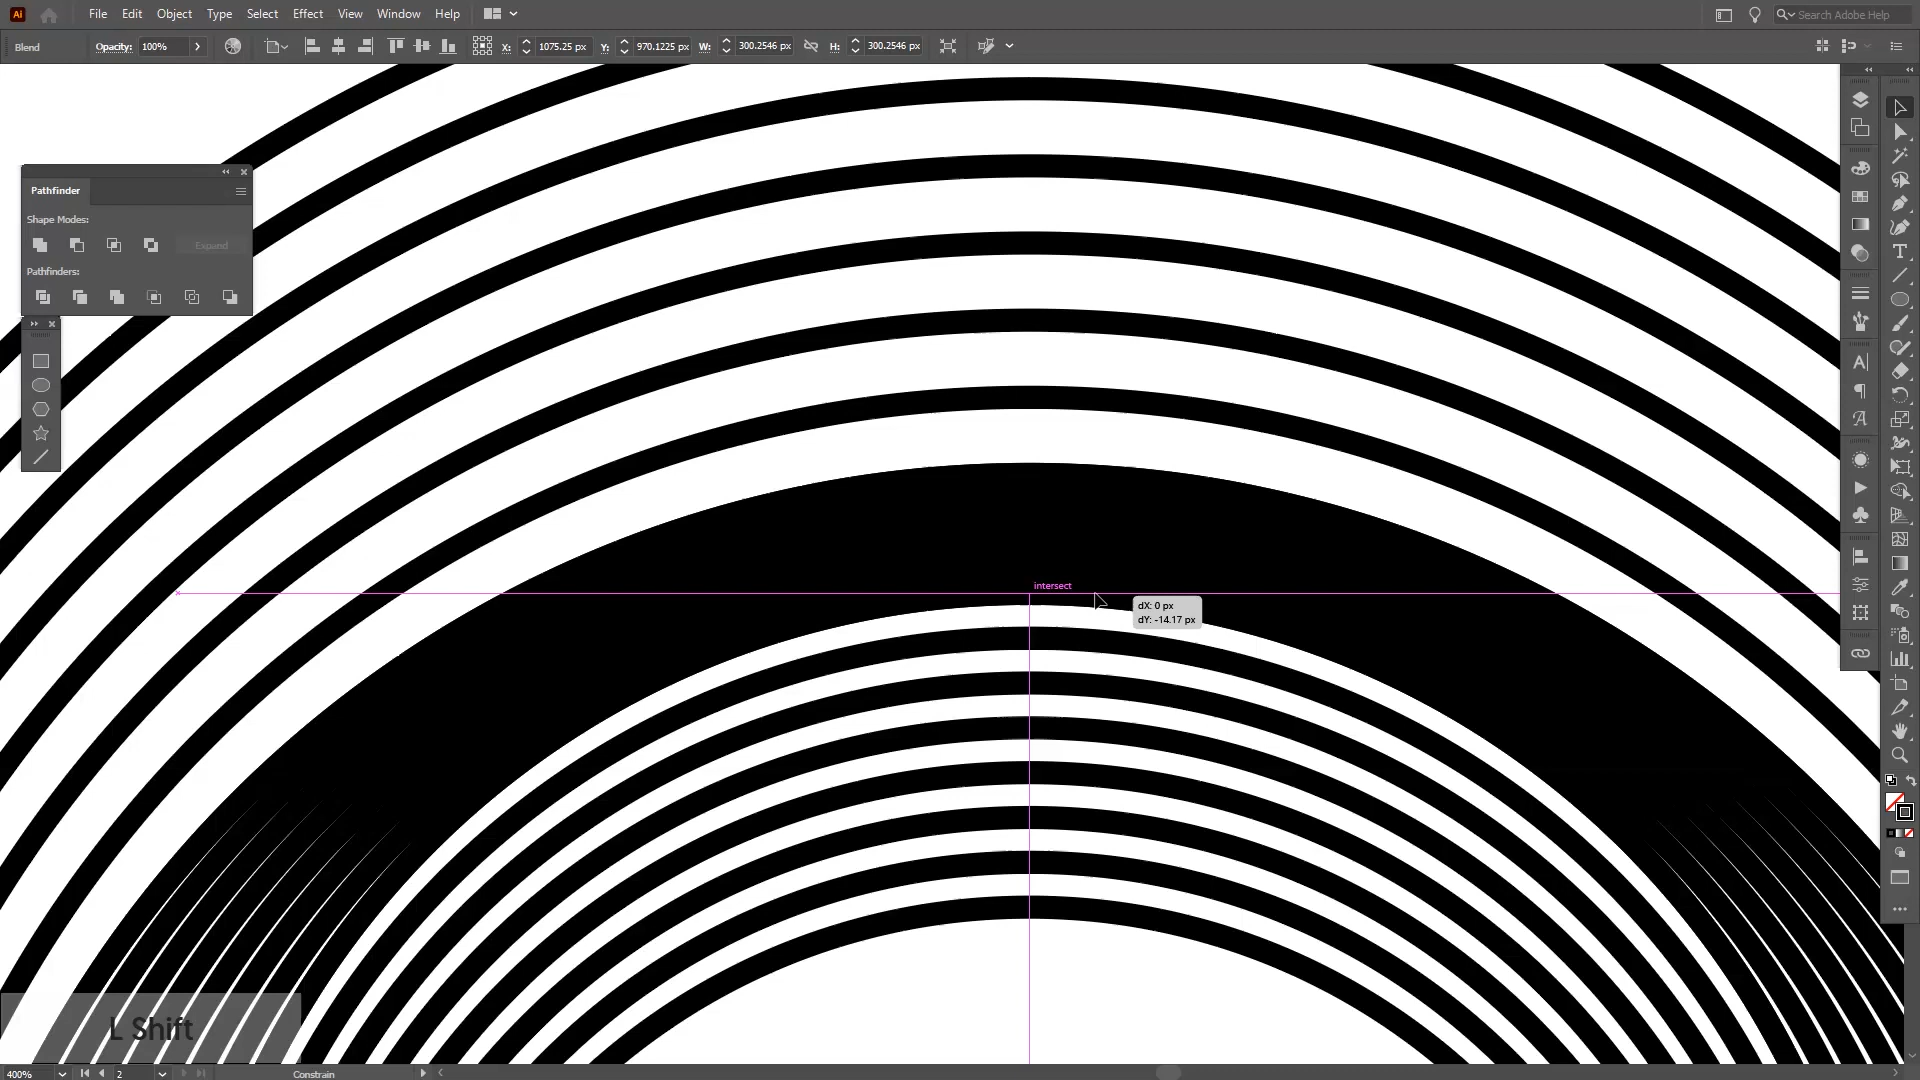 Ai File Edit Object Type Select Effect View Window Help Search Adobe Help
Blend Opacity: 100% X: 1075.25 px Y: 970.1225 px W: 300.2546 px H: 300.2546 px
Pathfinder
Shape Modes:
Expand
Pathfinders:
intersect
dX: 0 px
dY: -14.17 px
L Shift
400% 2 Constrain